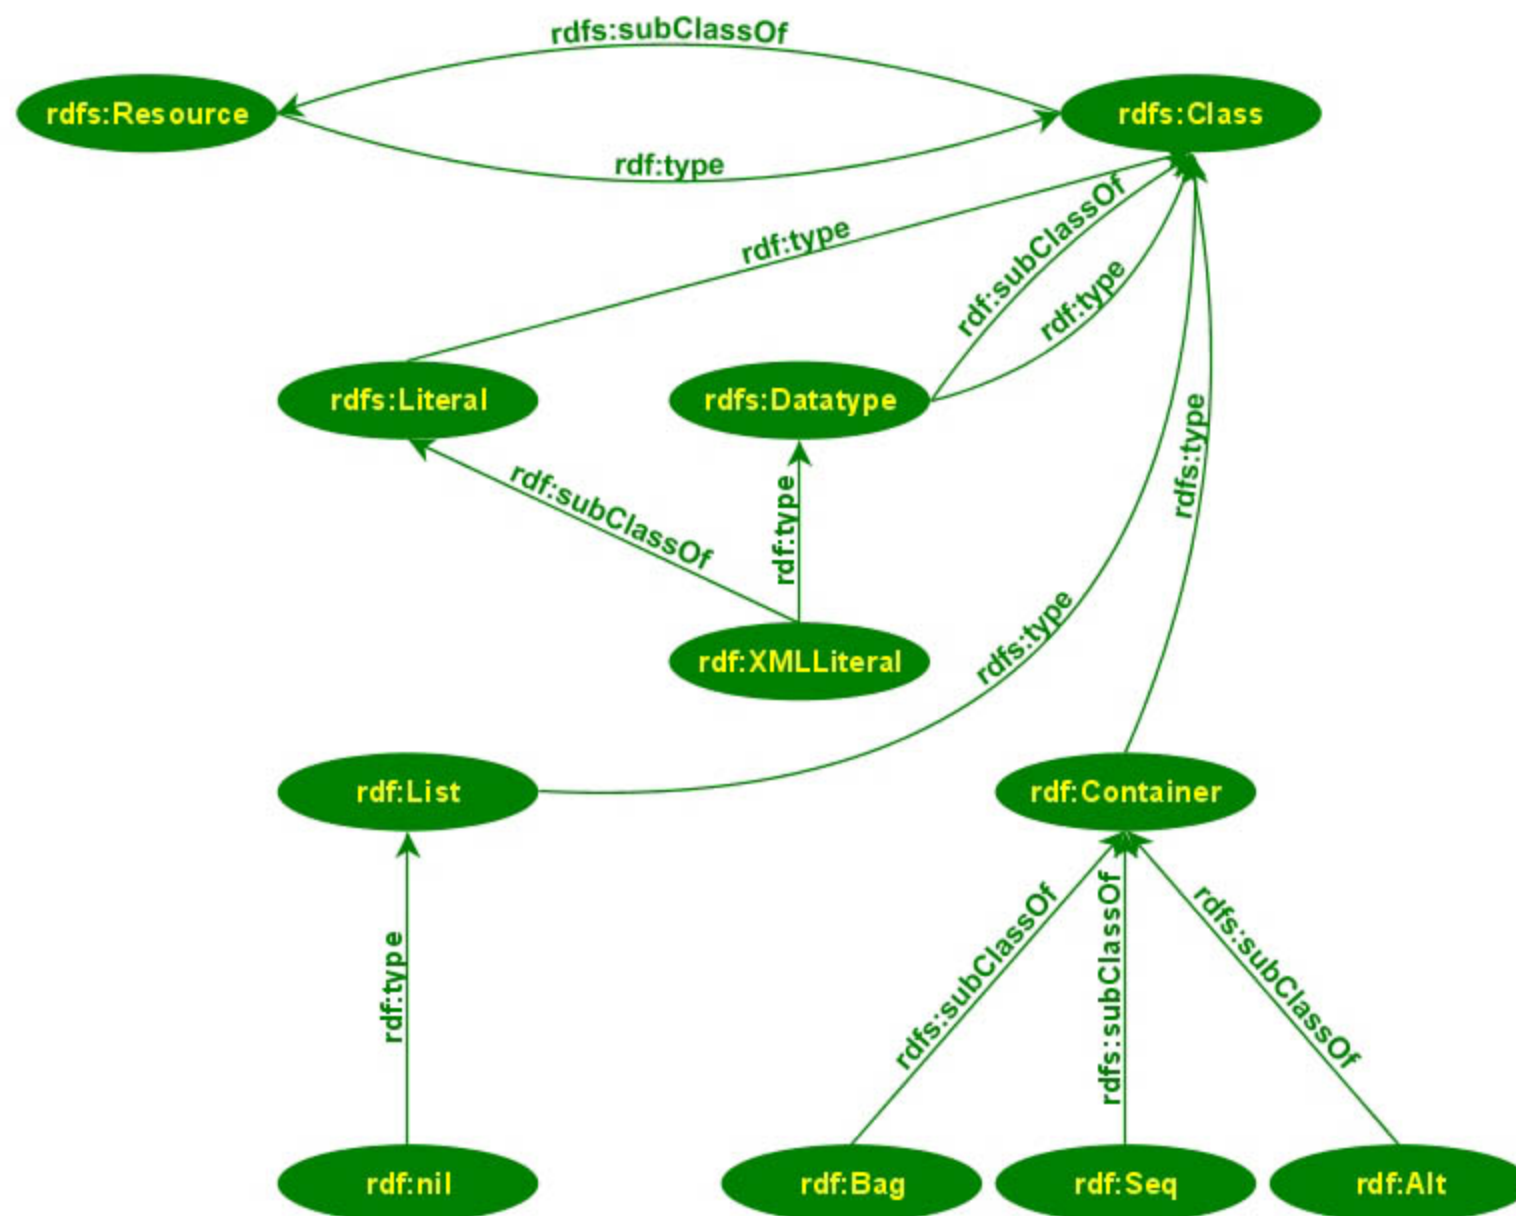 rdfs:subClassOf
rdfs:Resource
rdfs:Class
rdf:type
rdf:type
rdf:subClassOf
rdf:type
rdfs:Literal
rdfs:Datatype
rdfs:type
rdf:subClassOf
rdf:type
rdfs:type
rdf:XMLLiteral
rdf:List
rdf:Container
rdf:type
rdfs:subClassOf
rdfs:subClassOf
rdfs:subClassOf
rdf:nil
rdf:Bag
rdf:Seq
rdf:Alt